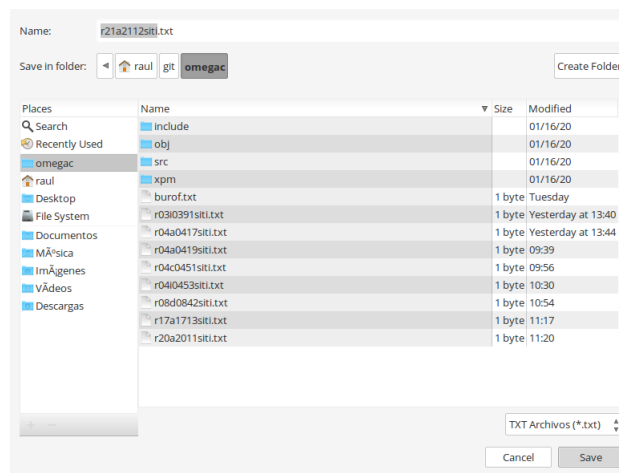 Name: r21a2112siti.txt
Save in folder: raul git omegac Create Folder
Places Name Size Modified
Search include 01/16/20
Recently Used obj 01/16/20
omegac src 01/16/20
raul xpm 01/16/20
Desktop burof.txt 1 byte Tuesday
File System r03i0391siti.txt 1 byte Yesterday at 13:40
r04a0417siti.txt 1 byte Yesterday at 13:44
Documentos r04a0419siti.txt 1 byte 09:39
MÃºsica r04c0451siti.txt 1 byte 09:56
ImÃ¡genes r04i0453siti.txt 1 byte 10:30
VÃdeos r08d0842siti.txt 1 byte 10:54
Descargas r17a1713siti.txt 1 byte 11:17
r20a2011siti.txt 1 byte 11:20
TXT Archivos (*.txt)
Cancel Save